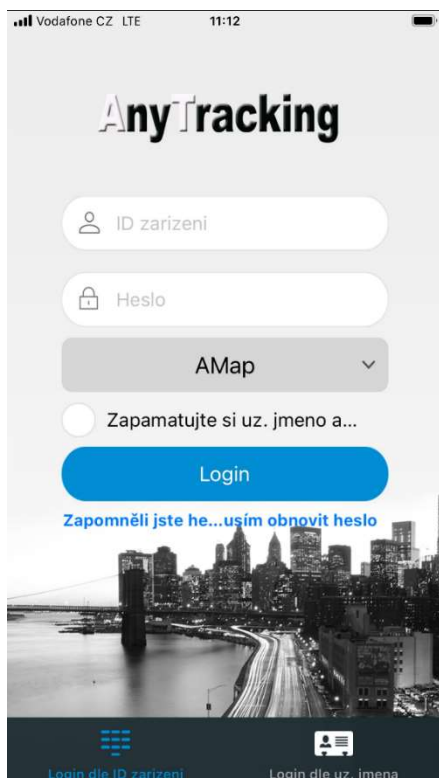 Vodafone CZ LTE 11:12
AnyTracking
ID zarizeni
Heslo
AMap
Zapamatujte si uz. jmeno a...
Login
Zapomněli jste he...usím obnovit heslo
Login dle ID zarizeni
Login dle uz. imena